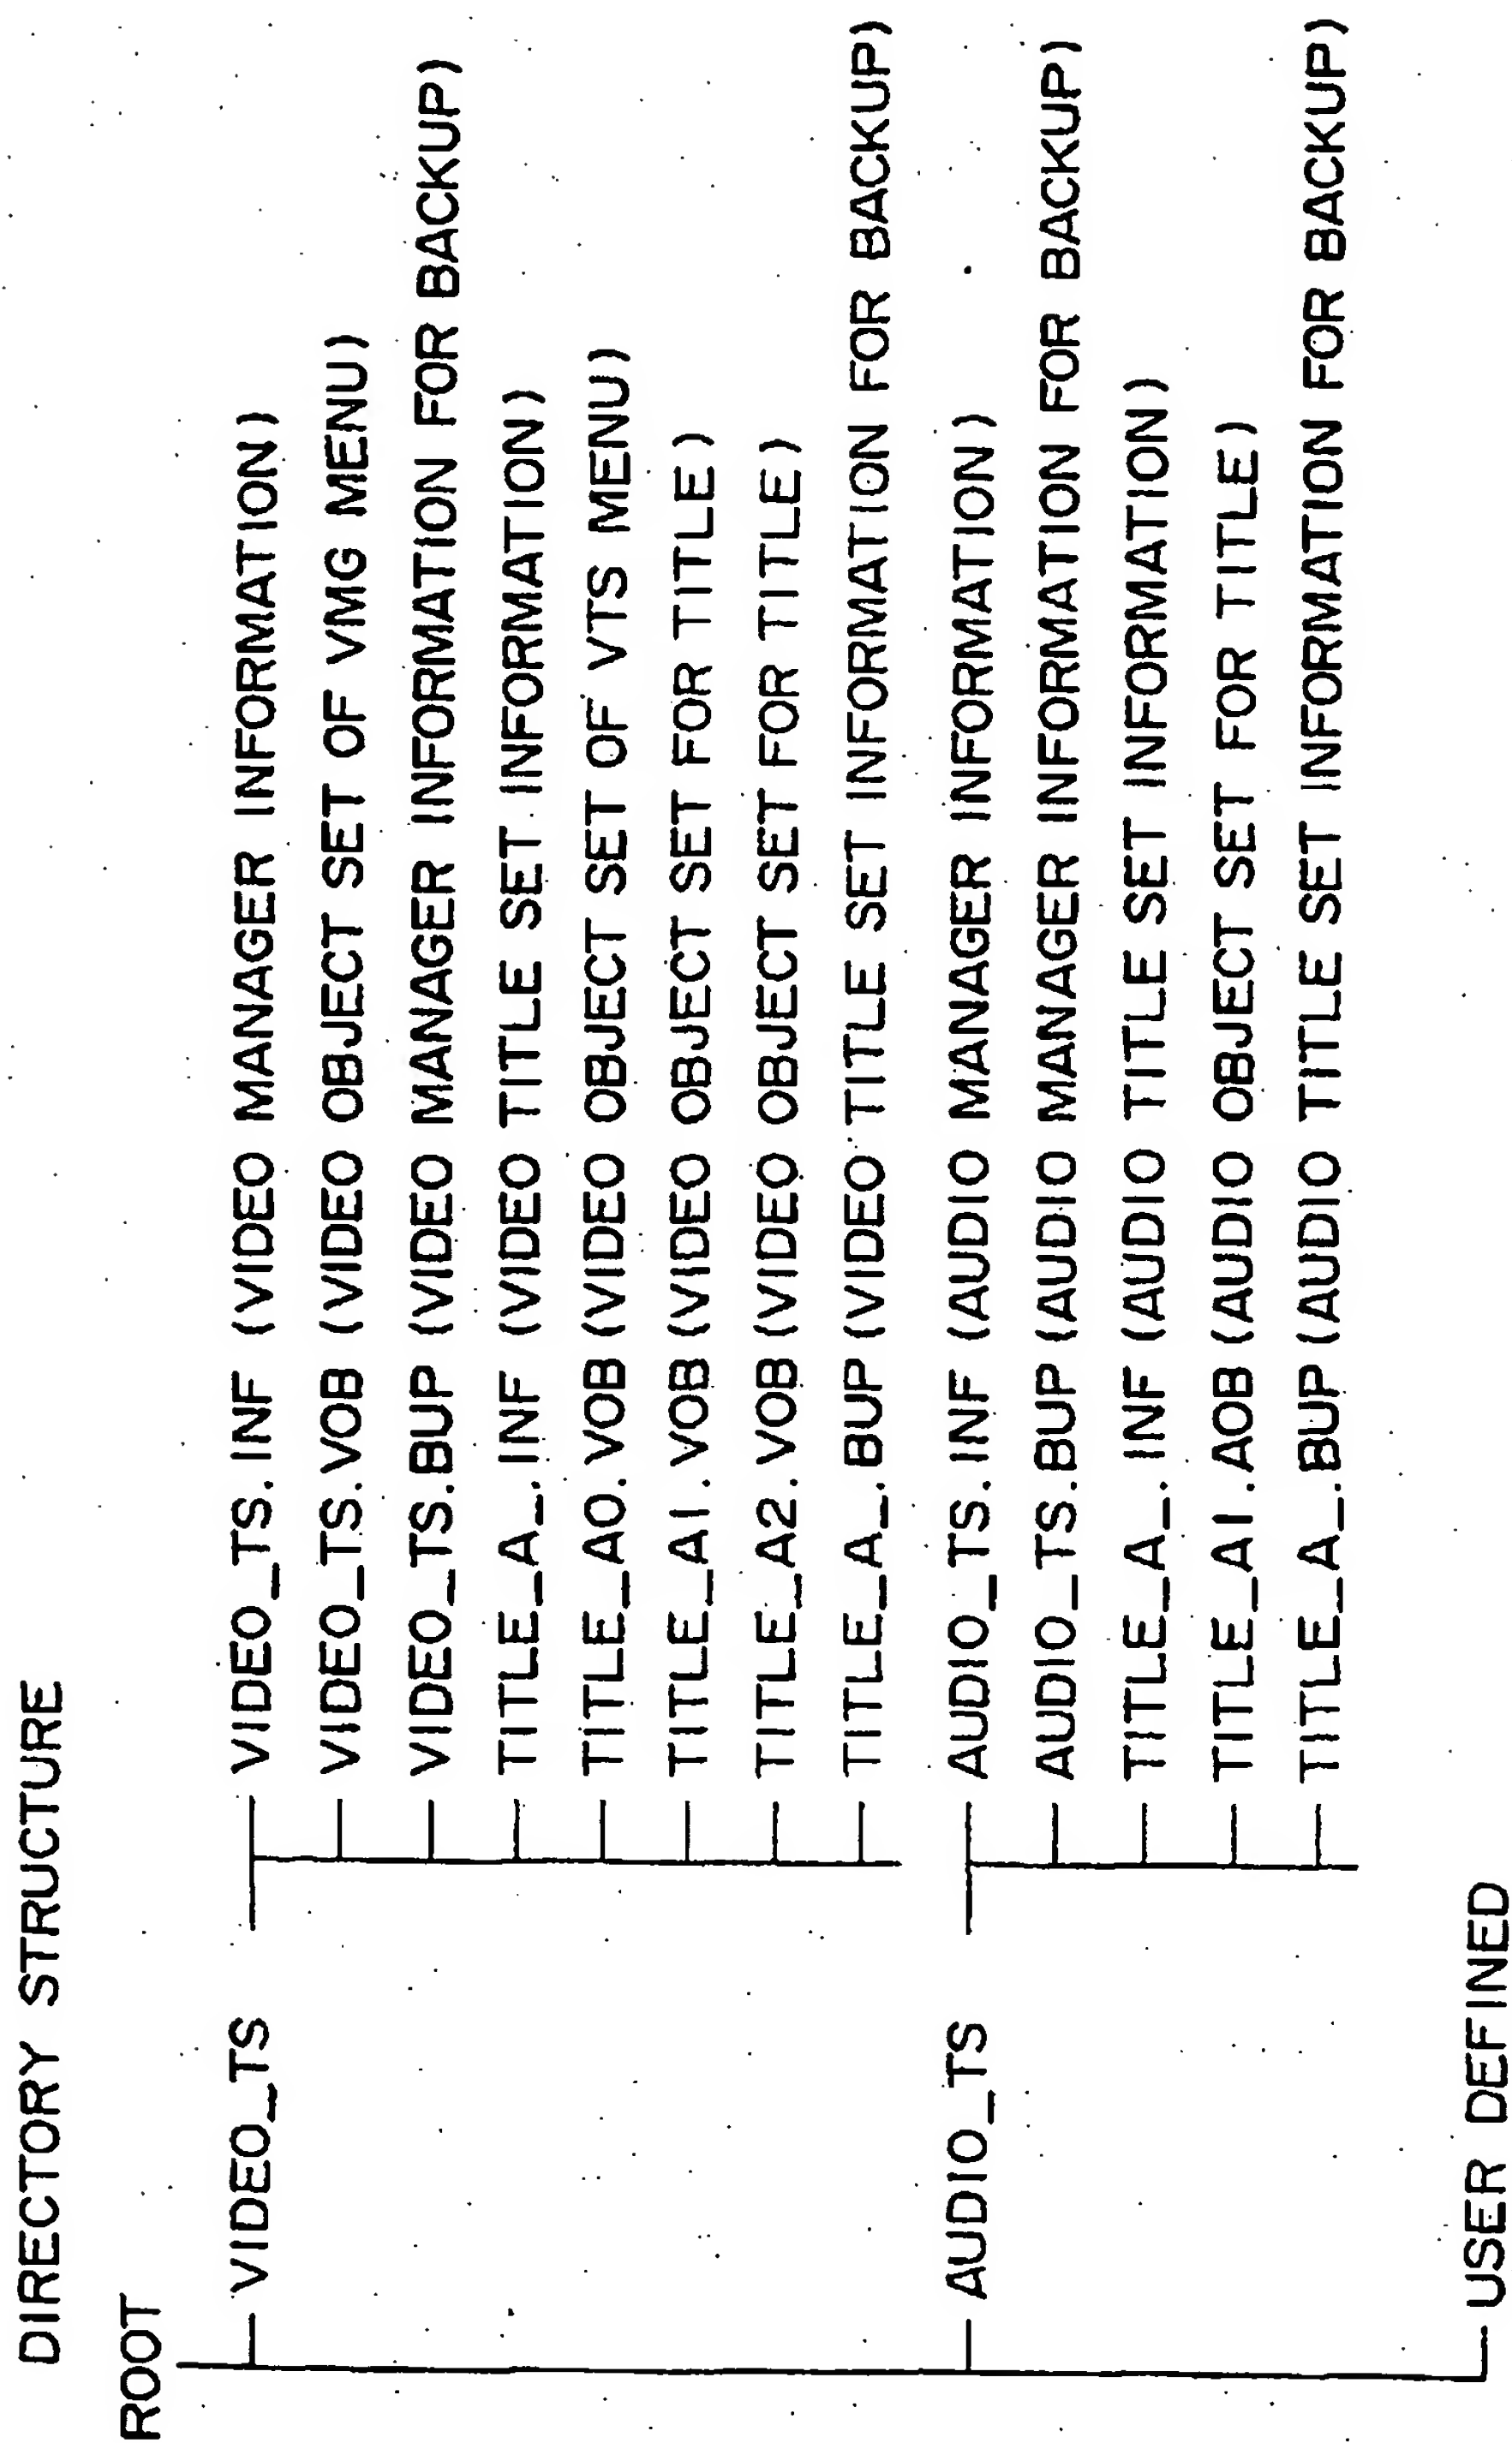 DIRECTORY STRUCTURE
ROOT
VIDEO_TS
VIDEO_TS.INF (VIDEO MANAGER INFORMATION)
VIDEO_TS.VOB (VIDEO OBJECT SET OF VMG MENU)
VIDEO_TS.BUP (VIDEO MANAGER INFORMATION FOR BACKUP)
TITLE_A_.INF (VIDEO TITLE SET INFORMATION)
TITLE_A0.VOB (VIDEO OBJECT SET OF VTS MENU)
TITLE_A1.VOB (VIDEO OBJECT SET FOR TITLE)
TITLE_A2.VOB (VIDEO OBJECT SET FOR TITLE)
TITLE_A_.BUP (VIDEO TITLE SET INFORMATION FOR BACKUP)
AUDIO_TS
AUDIO_TS.INF (AUDIO MANAGER INFORMATION)
AUDIO_TS.BUP (AUDIO MANAGER INFORMATION FOR BACKUP)
TITLE_A_.INF (AUDIO TITLE SET INFORMATION)
TITLE_A1.AOB (AUDIO OBJECT SET FOR TITLE)
TITLE_A_.BUP (AUDIO TITLE SET INFORMATION FOR BACKUP)
USER DEFINED